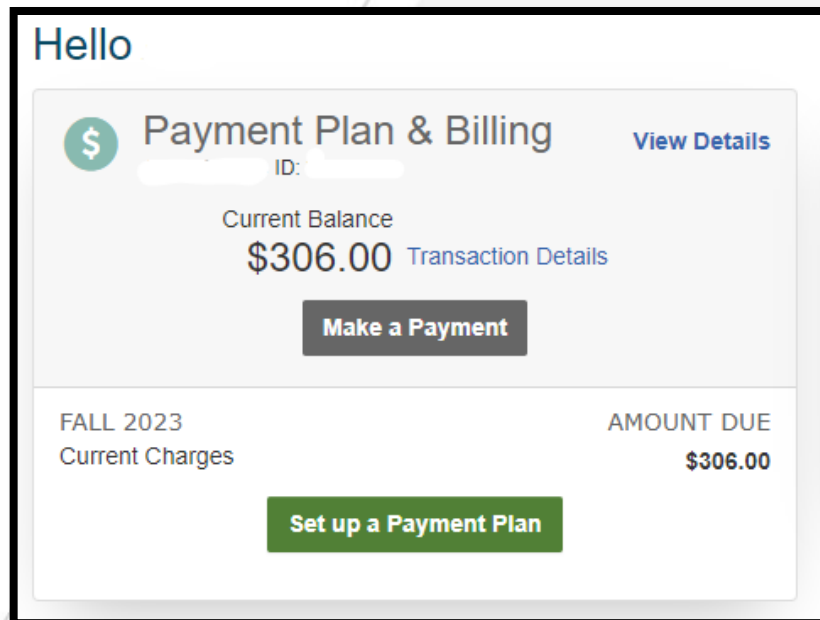 Hello
$
Payment Plan & Billing
View Details
ID:
Current Balance
$306.00 Transaction Details
Make a Payment
FALL 2023 AMOUNT DUE
Current Charges $306.00
Set up a Payment Plan